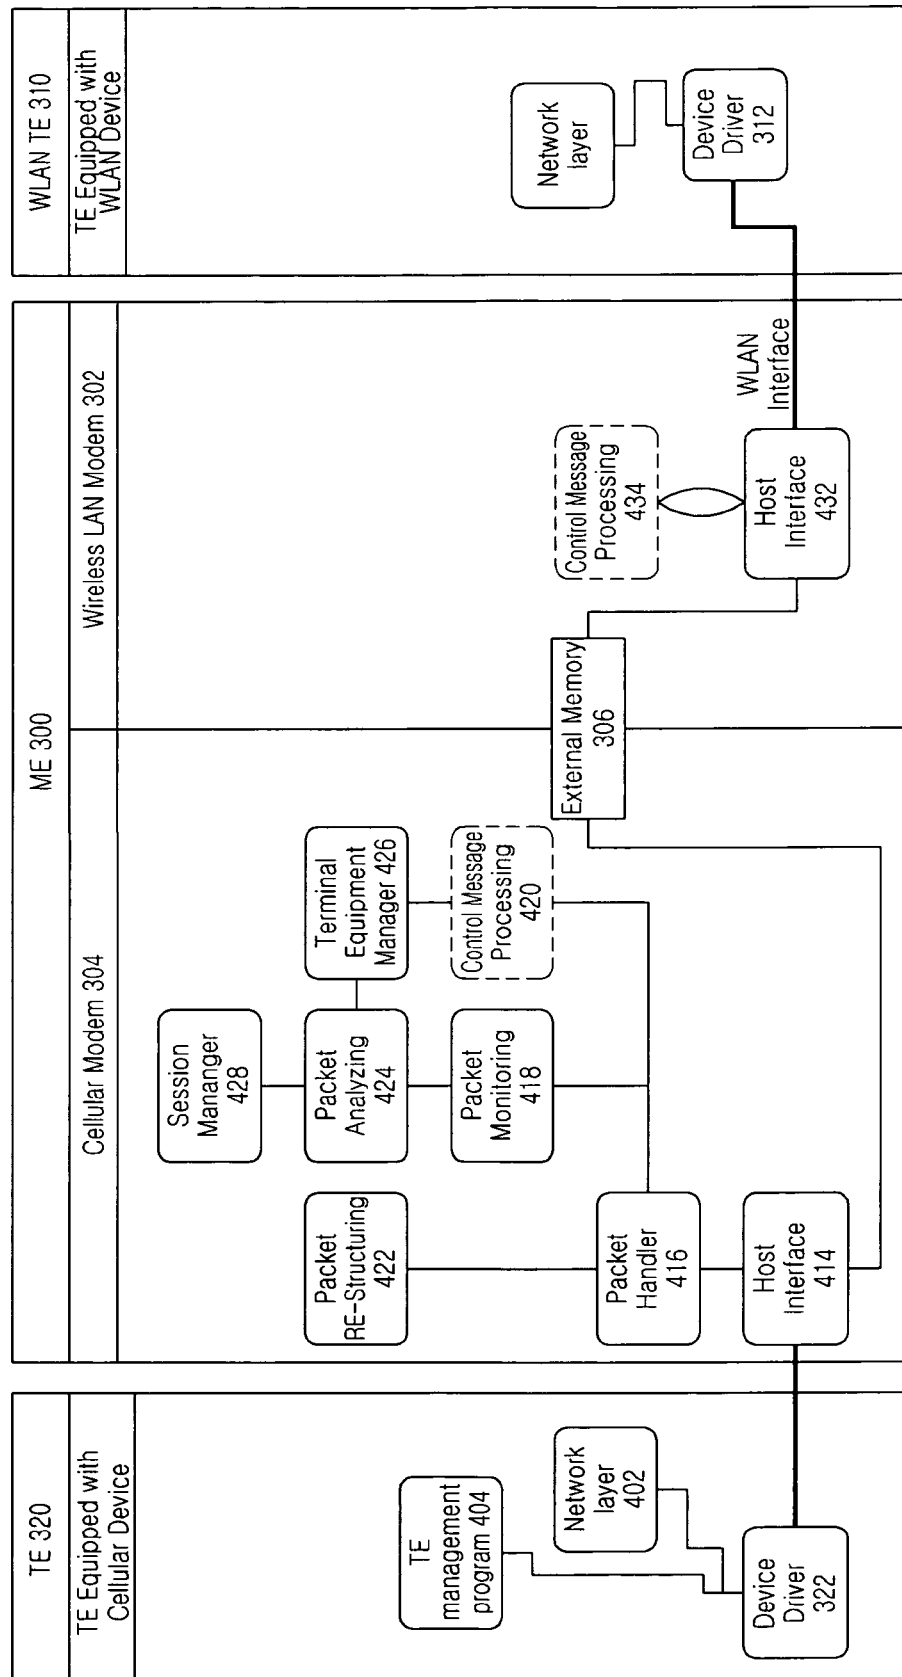 TE 320
TE Equipped with
Cellular Device
TE
management
program 404
Network
layer
402
Device
Driver
322
ME 300
Cellular Modem 304
Wireless LAN Modem 302
Session
Mananger
428
Packet
RE-Structuring
422
Packet
Analyzing
424
Terminal
Equipment
Manager 426
Packet
Monitoring
418
Control Message
Processing
420
Packet
Handler
416
Host
Interface
414
External Memory
306
Control Message
Processing
434
Host
Interface
432
WLAN
Interface
WLAN TE 310
TE Equipped with
WLAN Device
Network
layer
Device
Driver
312